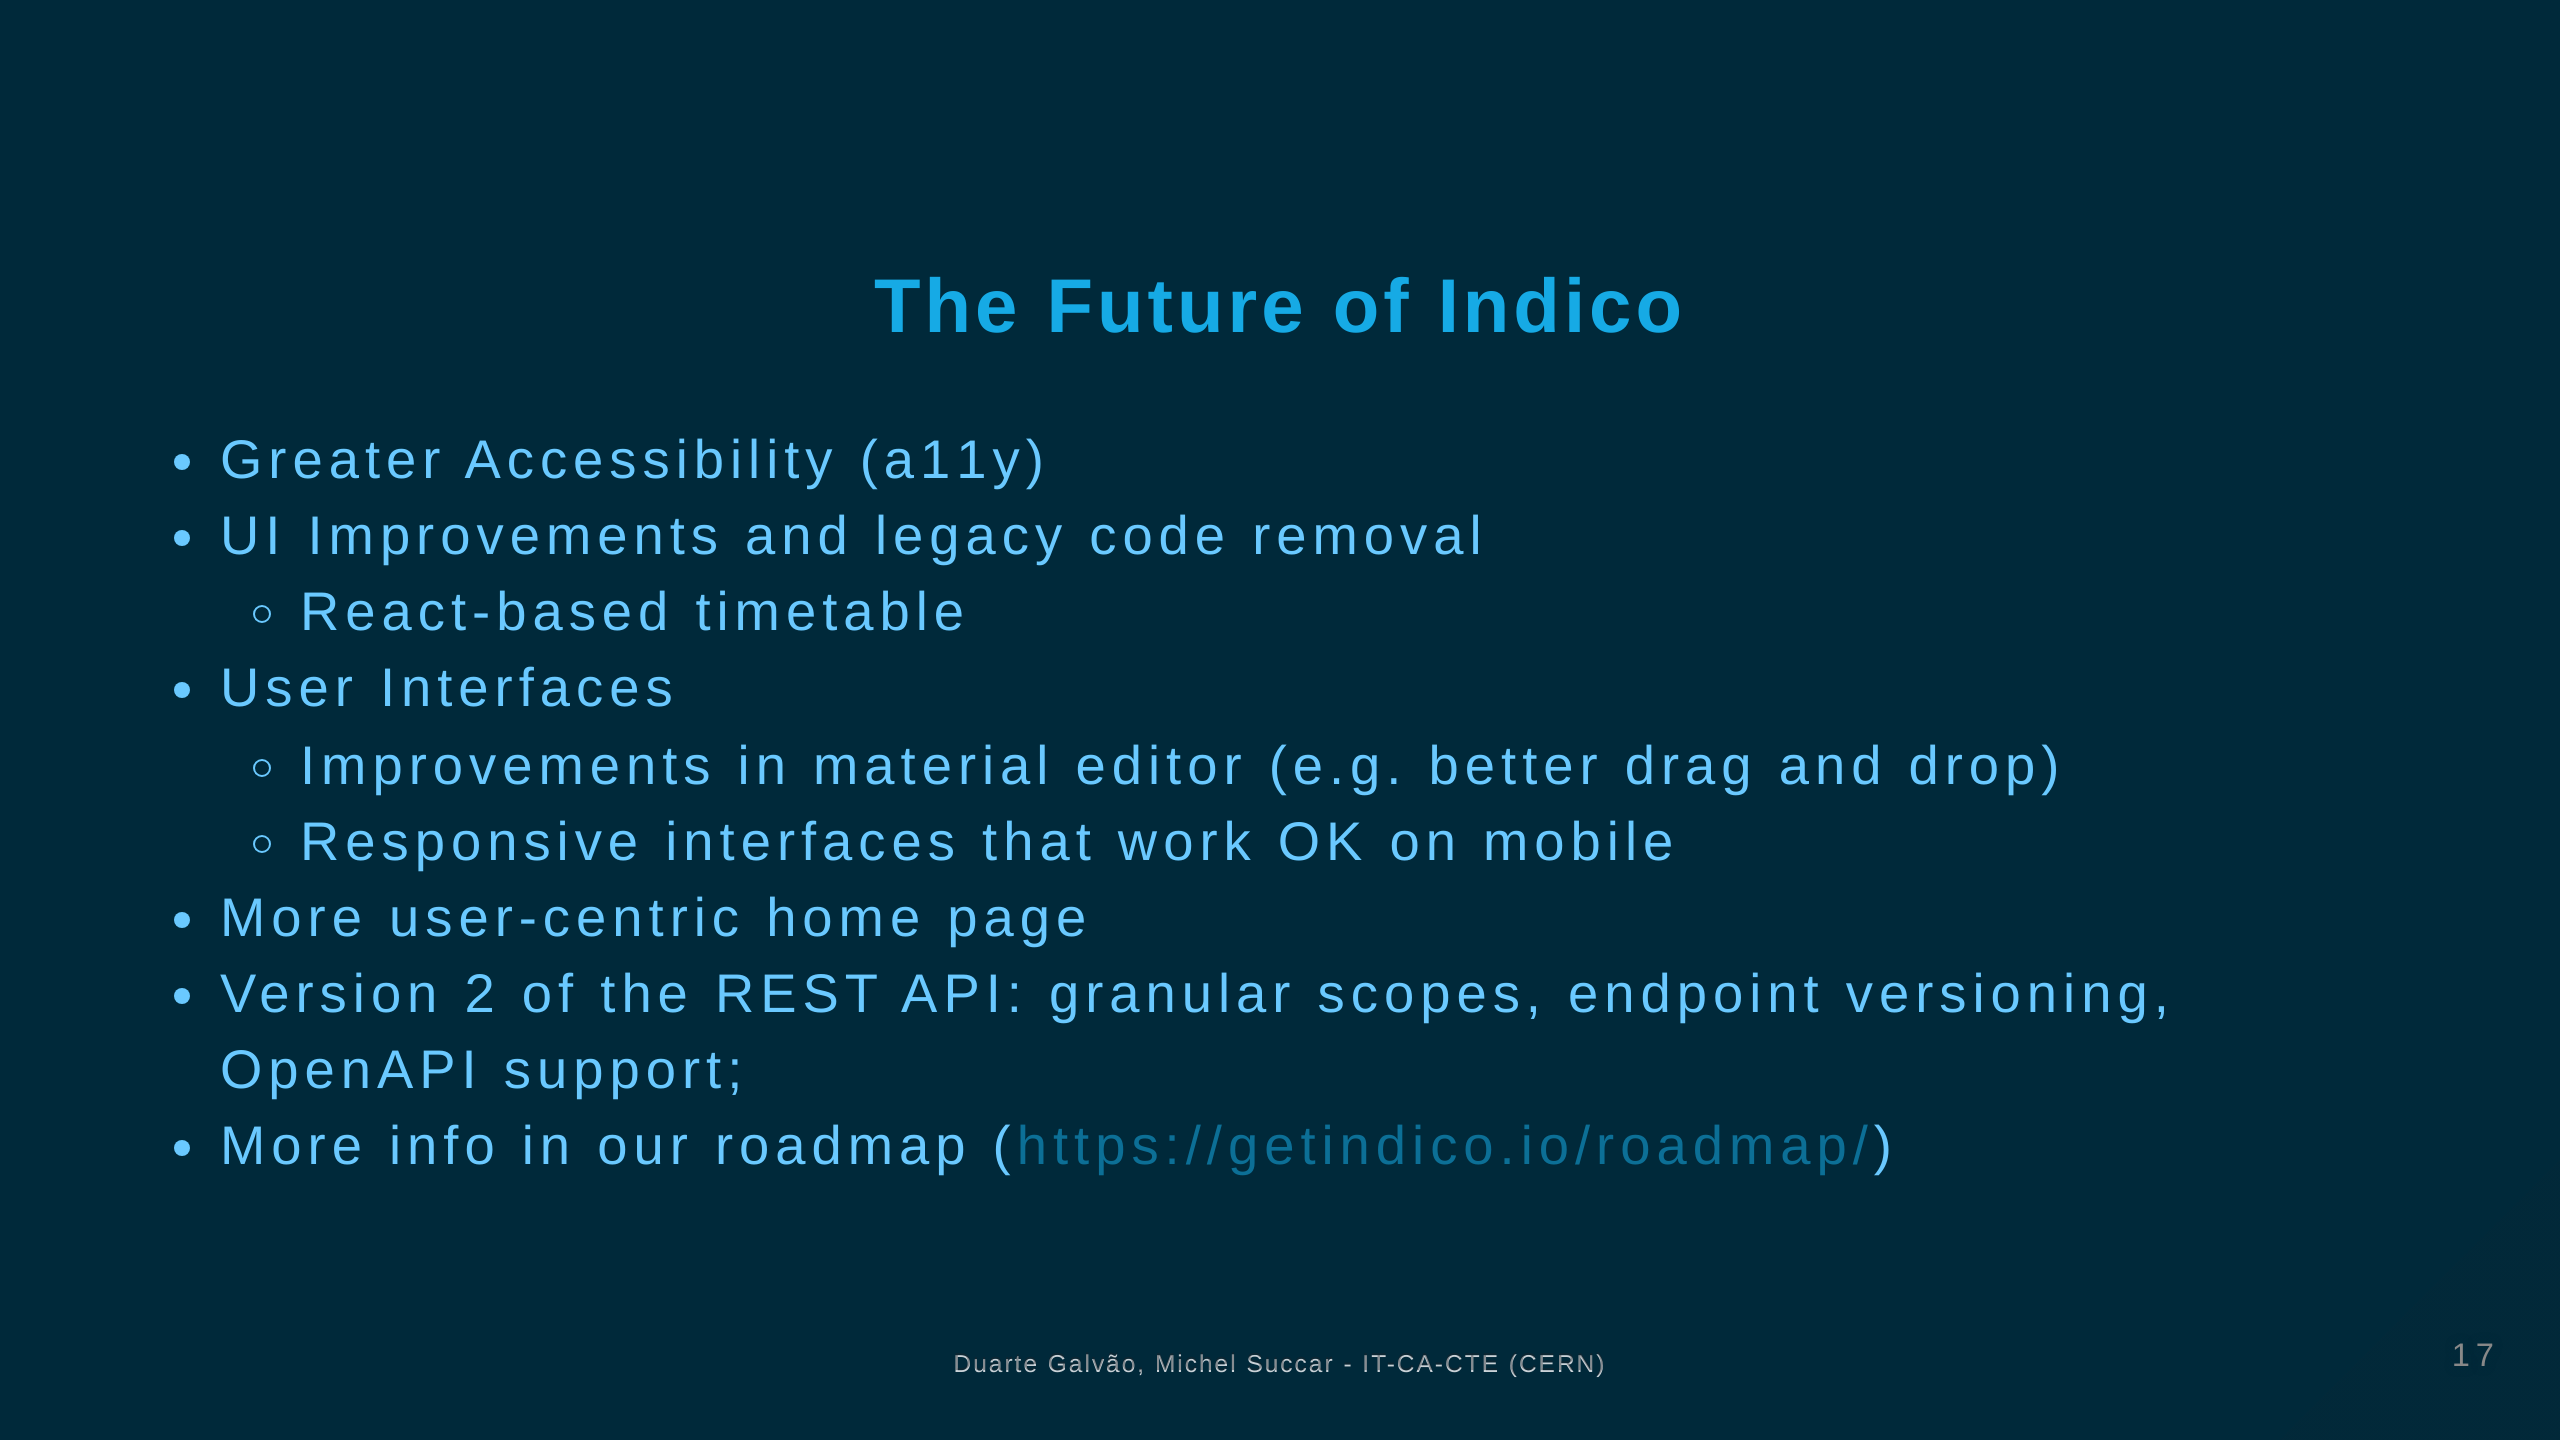 The Future of Indico
Greater Accessibility (a11y)
UI Improvements and legacy code removal
React-based timetable
User Interfaces
Improvements in material editor (e.g. better drag and drop)
Responsive interfaces that work OK on mobile
More user-centric home page
Version 2 of the REST API: granular scopes, endpoint versioning,
OpenAPI support;
More info in our roadmap (https://getindico.io/roadmap/)
Duarte Galvão, Michel Succar - IT-CA-CTE (CERN)
17